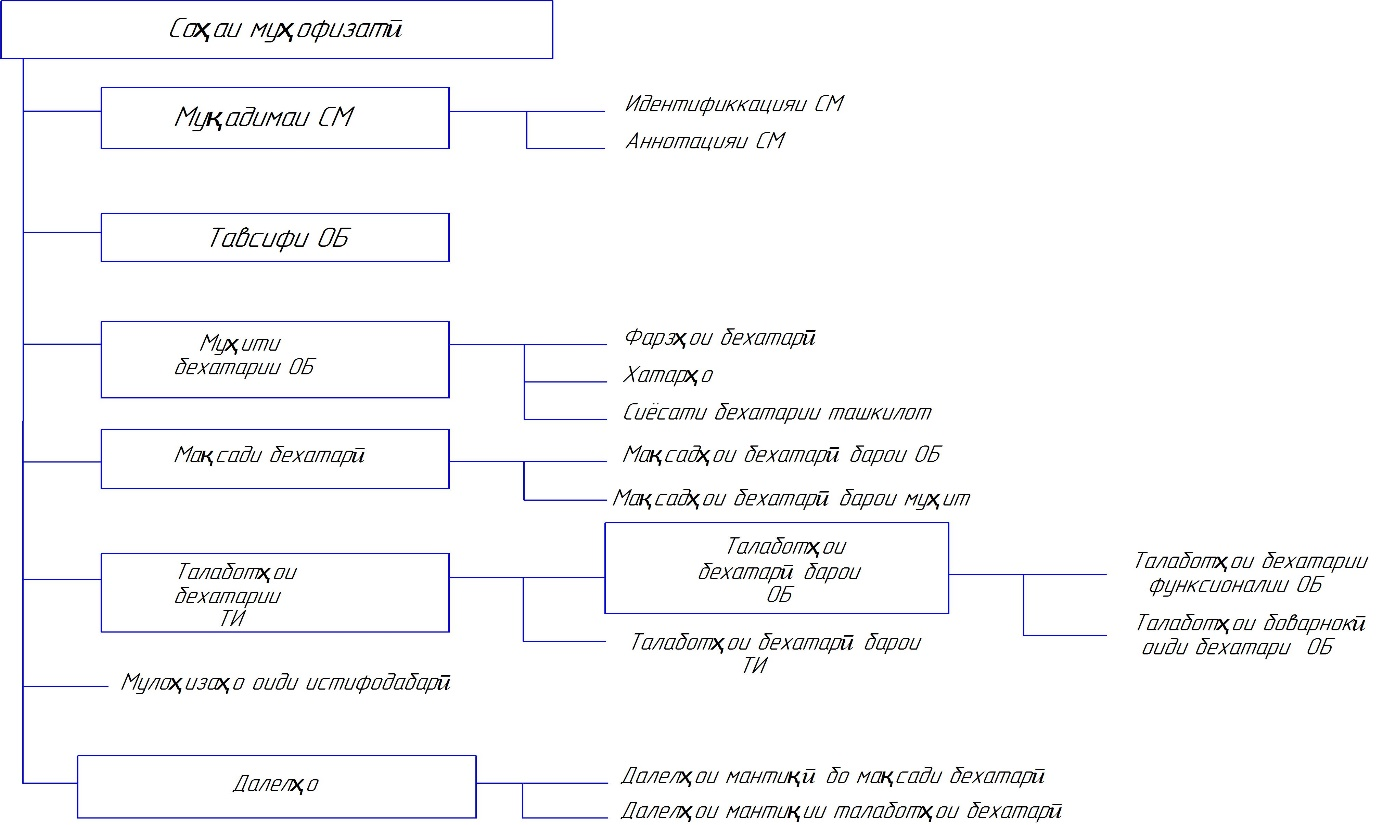 Саҳаи муҳофизатӣ
Муқадимаи СМ
Идентификкацияи СМ
Аннотацияи СМ
Тавсифи ОБ
Муҳити
бехатарии ОБ
Фарзҳои бехатарӣ
Хатарҳо
Сиёсати бехатарии ташкилот
Мақсади бехатарӣ
Мақсадҳои бехатарӣ барои ОБ
Мақсадҳои бехатарӣ барои муҳит
Талаботҳои
бехатарии
ТИ
Талаботҳои
бехатарӣ барои
ОБ
Талаботҳои бехатарии
функсионалии ОБ
Талаботҳои боварнокӣ
оиди бехатари ОБ
Талаботҳои бехатарӣ барои
ТИ
Мулоҳизаҳо оиди истифодабарӣ
Далелҳо
Далелҳои мантиқӣ бо мақсади бехатарӣ
Далелҳои мантиқии талаботҳои бехатарӣ